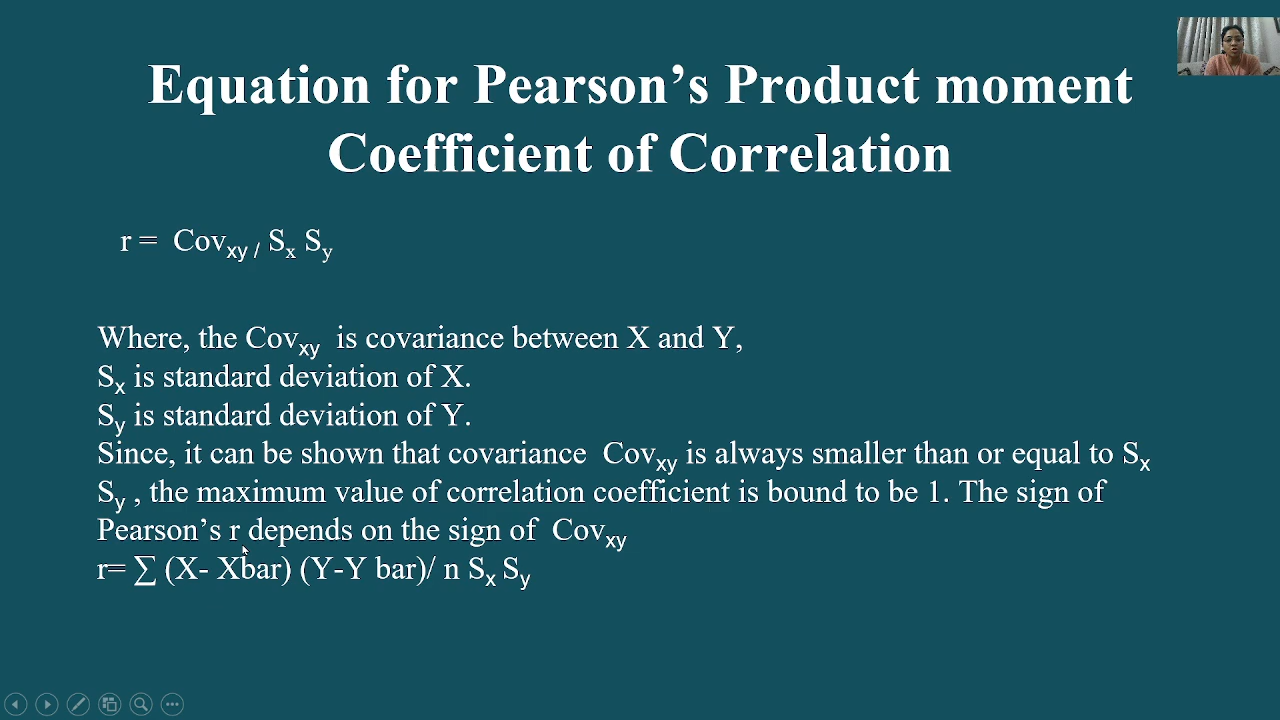 Equation for Pearson’s Product moment
Coefficient of Correlation
r = Covxy / Sx Sy
Where, the Covxy is covariance between X and Y,
Sx is standard deviation of X.
Sy is standard deviation of Y.
Since, it can be shown that covariance Covxy is always smaller than or equal to Sx
Sy , the maximum value of correlation coefficient is bound to be 1. The sign of
Pearson’s r depends on the sign of Covxy
r= ∑ (X- Xbar) (Y-Y bar)/ n Sx Sy